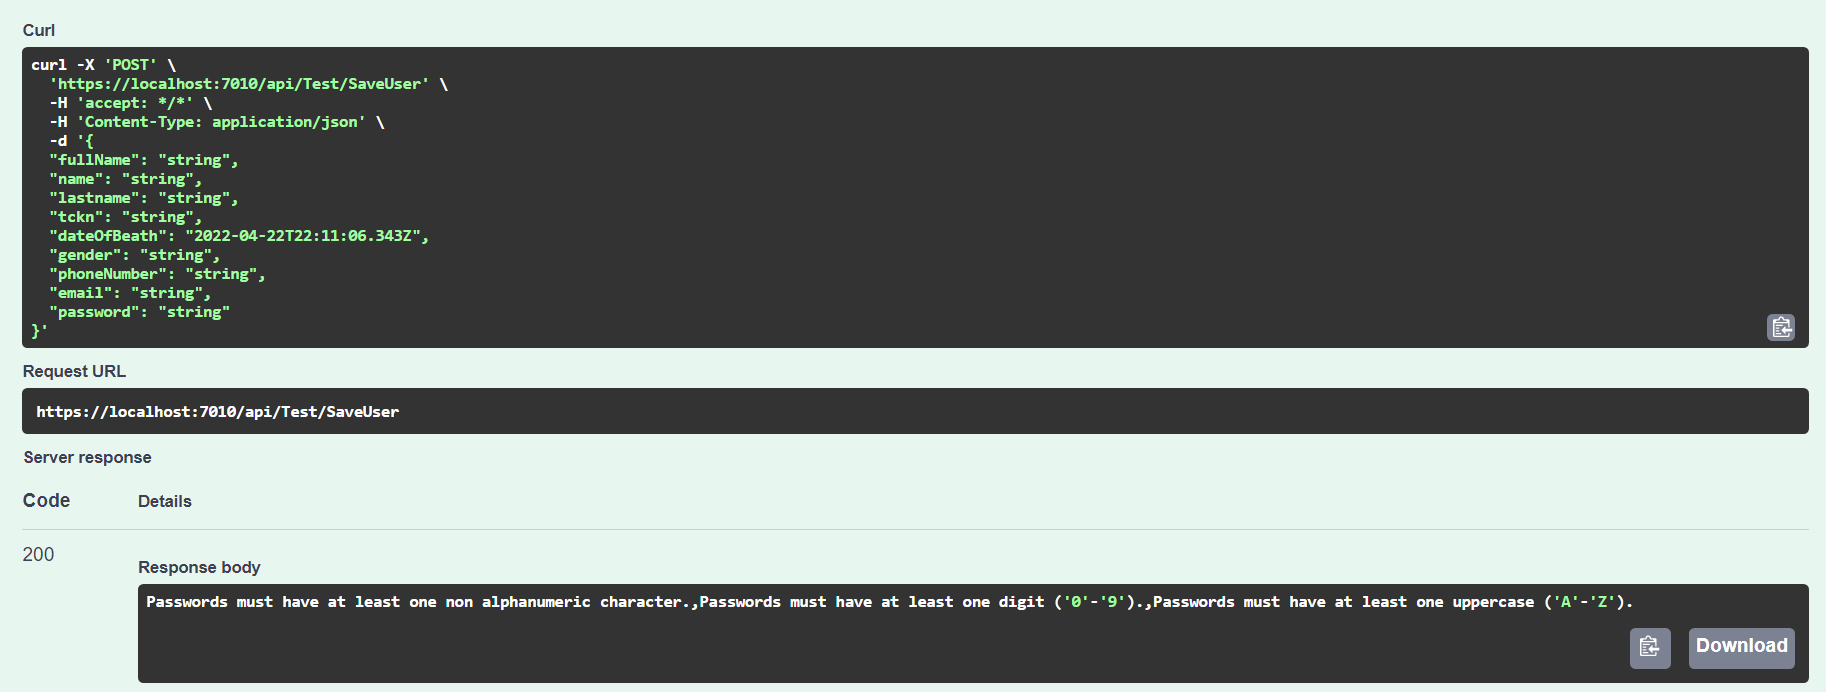 Curl
curl -X 'POST' \
'https://localhost:7010/api/Test/SaveUser' \
-H 'accept: */*' \
-H 'Content-Type: application/json' \
-d '{
"fullName": "string",
"name": "string",
"lastname": "string",
"tckn": "string",
"dateOfBeath": "2022-04-22T22:11:06.343Z",
"gender": "string",
"phoneNumber": "string",
"email": "string",
"password": "string"
}'
Request URL
https://localhost:7010/api/Test/SaveUser
Server response
Code Details
200
Response body
Passwords must have at least one non alphanumeric character.,Passwords must have at least one digit ('0'-'9').,Passwords must have at least one uppercase ('A'-'Z').
Download